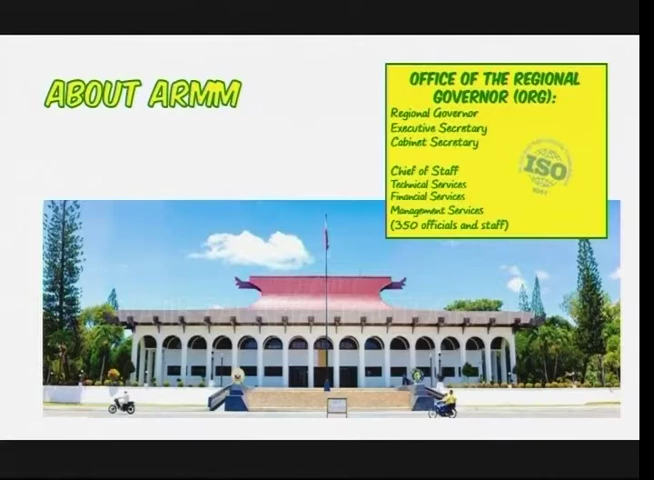 ABOUT ARMM
OFFICE OF THE REGIONAL
GOVERNOR (ORG):
Regional Governor
Executive Secretary
Cabinet Secretary
Chief of Staff
Technical Services
Financial Services
Management Services
(350 officials and staff)
ISO